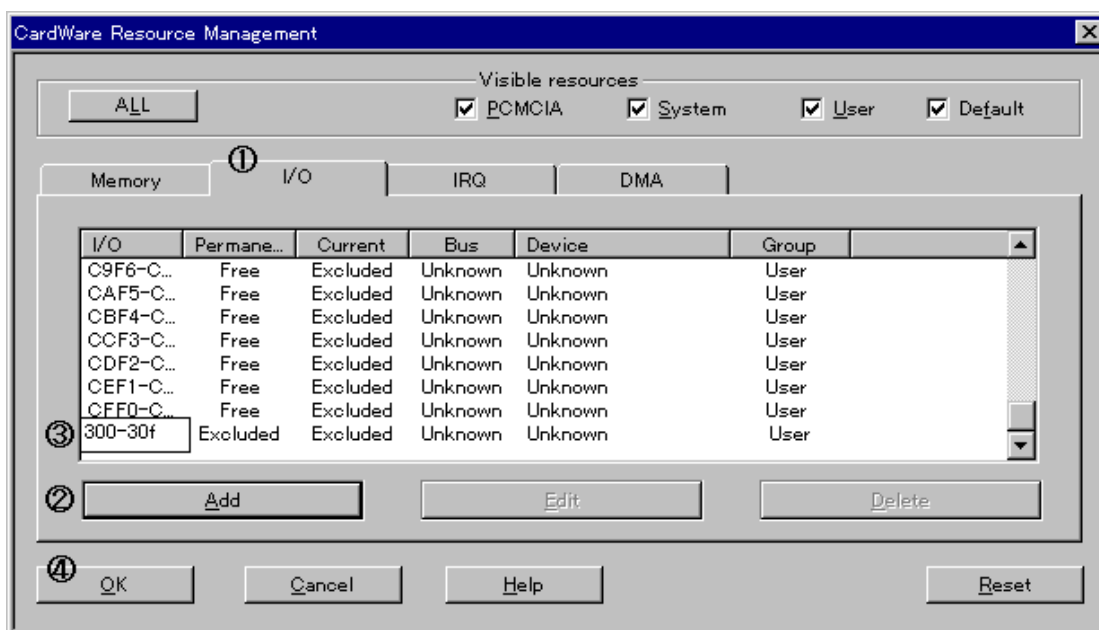 CardWare Resource Management
Visible resources
ALL PCMCIA System User Default
①
Memory I/O IRQ DMA
I/O Permane... Current Bus Device Group
C9F6-C... Free Excluded Unknown Unknown User
CAF5-C... Free Excluded Unknown Unknown User
CBF4-C... Free Excluded Unknown Unknown User
CCF3-C... Free Excluded Unknown Unknown User
CDF2-C... Free Excluded Unknown Unknown User
CEF1-C... Free Excluded Unknown Unknown User
CFF0-C... Free Excluded Unknown Unknown User
③ 300-30f Excluded Excluded Unknown Unknown User
② Add Edit Delete
④ OK Cancel Help Reset